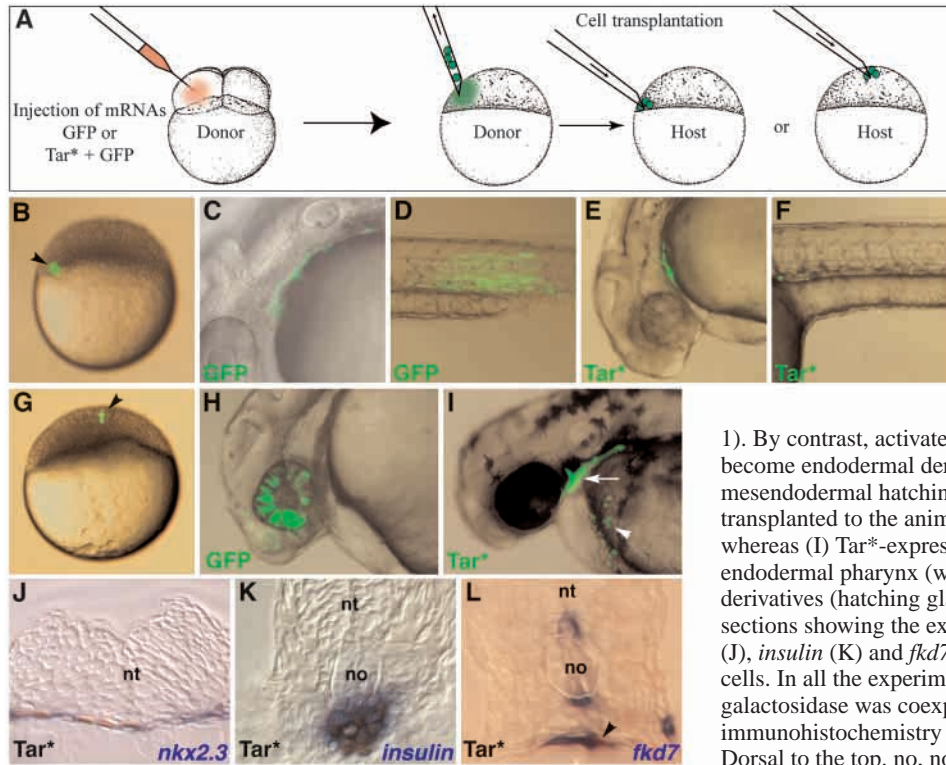 A
Injection of mRNAs
GFP or
Tar* + GFP
Donor
Donor
Cell transplantation
Host
or
Host
B
C
GFP
D
GFP
E
Tar*
F
Tar*
G
H
GFP
I
Tar*
J
nt
Tar*
nkx2.3
K
nt
no
Tar*
insulin
L
nt
no
Tar*
fkd7
1). By contrast, activate
become endodermal der
mesendodermal hatchin
transplanted to the anim
whereas (I) Tar*-expres
endodermal pharynx (w
derivatives (hatching gla
sections showing the ex
(J), insulin (K) and fkd7
cells. In all the experim
galactosidase was coexp
immunohistochemistry
Dorsal to the top. no, no